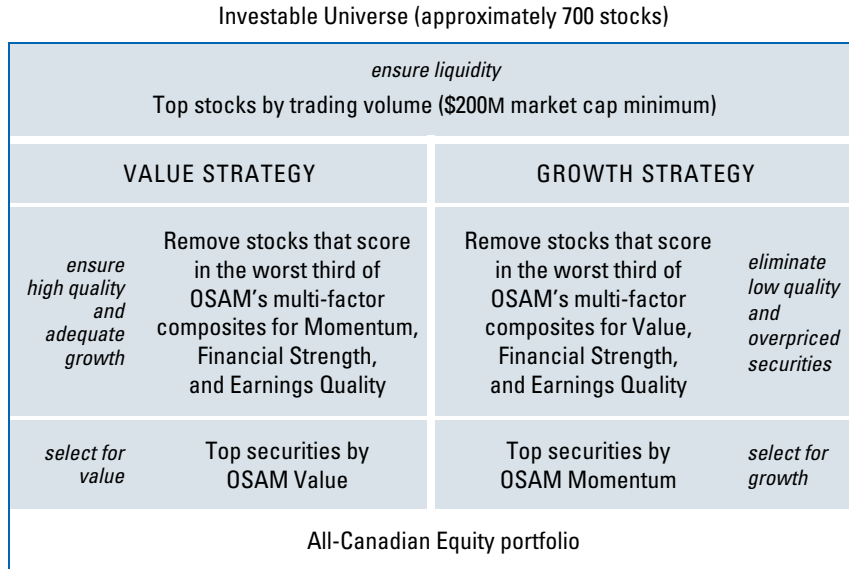 Investable Universe (approximately 700 stocks)
ensure liquidity
Top stocks by trading volume ($200M market cap minimum)
VALUE STRATEGY
GROWTH STRATEGY
ensure
high quality
and
adequate
growth
Remove stocks that score
in the worst third of
OSAM's multi-factor
composites for Momentum,
Financial Strength,
and Earnings Quality
Remove stocks that score
in the worst third of
OSAM's multi-factor
composites for Value,
Financial Strength,
and Earnings Quality
eliminate
low quality
and
overpriced
securities
select for
value
Top securities by
OSAM Value
Top securities by
OSAM Momentum
select for
growth
All-Canadian Equity portfolio